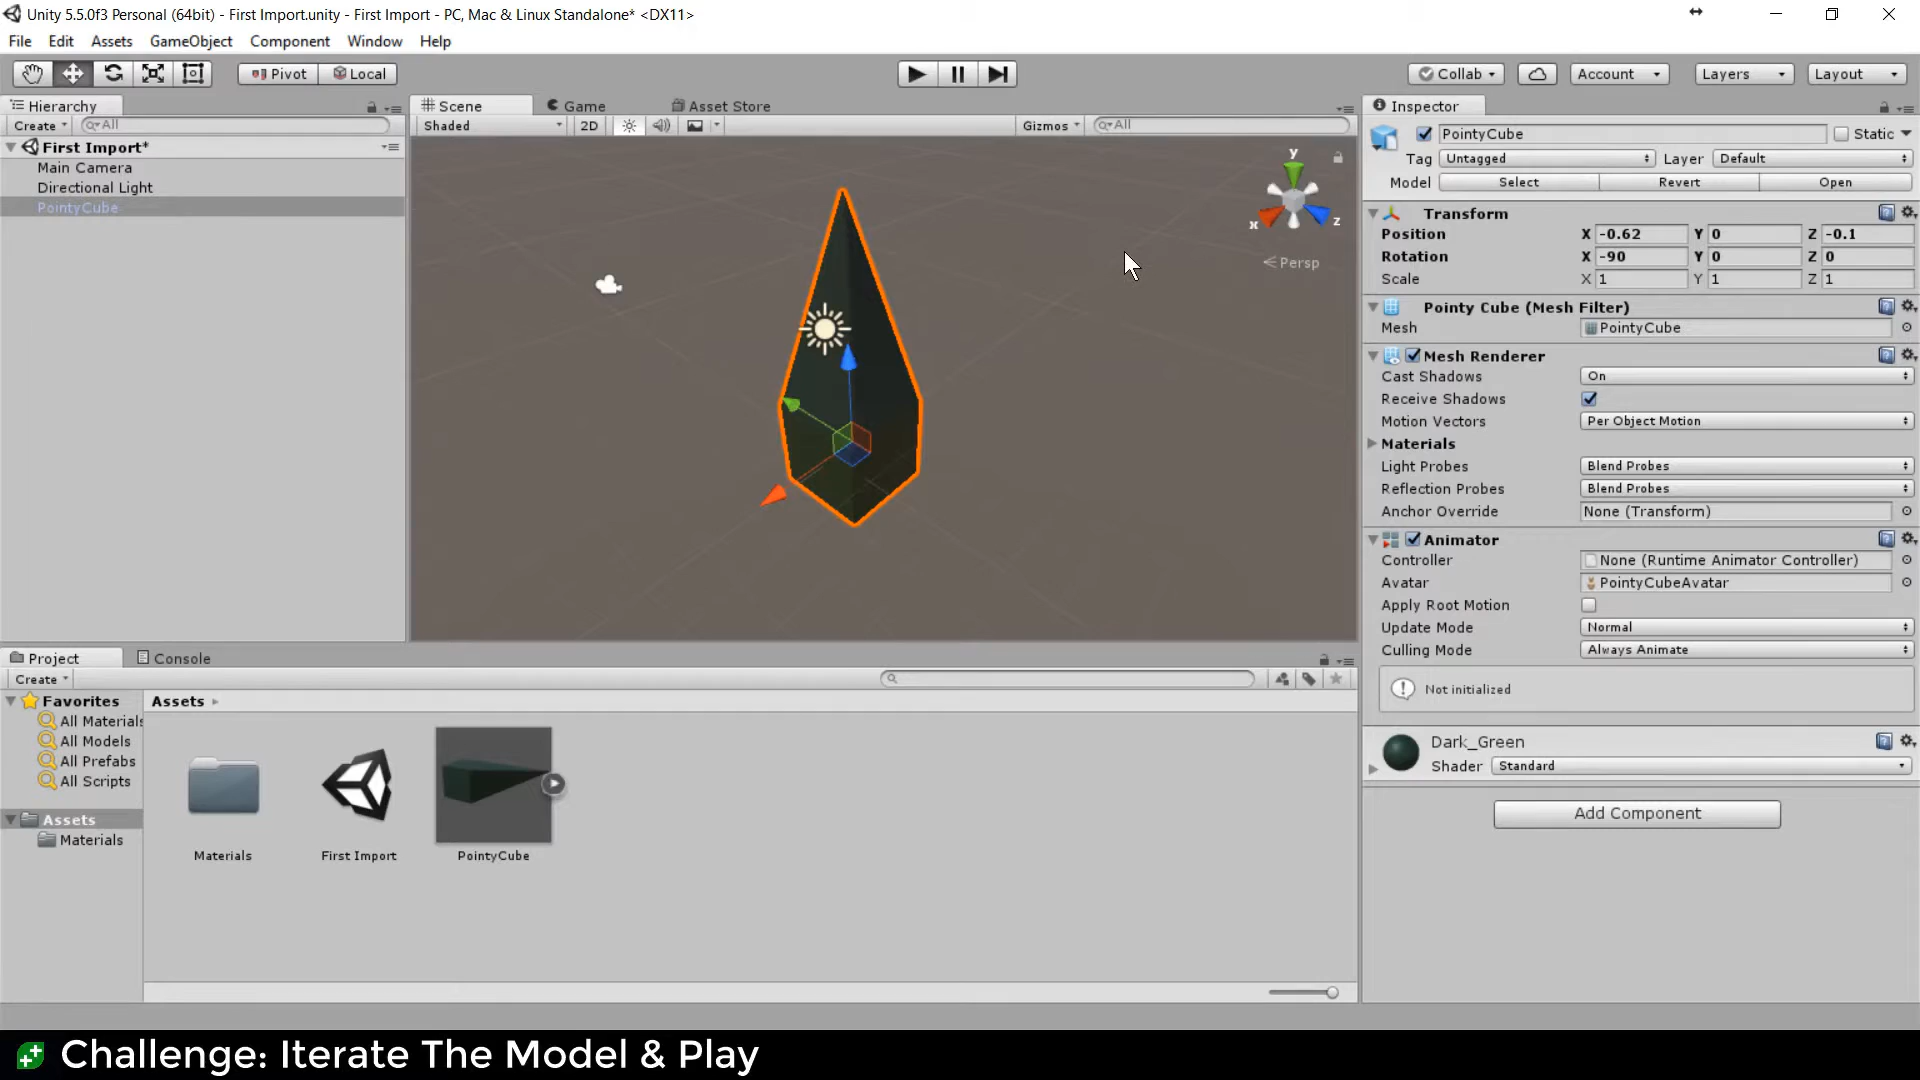 Unity 5.5.0f3 Personal (64bit) - First Import.unity - First Import - PC, Mac & Linux Standalone* <DX11>
File Edit Assets GameObject Component Window Help
Pivot Local Collab Account Layers Layout
Hierarchy
Create All
First Import*
Main Camera
Directional Light
PointyCube
Scene Game Asset Store
Shaded 2D Gizmos All
y
x z
Persp
Inspector
PointyCube Static
Tag Untagged Layer Default
Model Select Revert Open
Transform
Position X -0.62 Y 0 Z -0.1
Rotation X -90 Y 0 Z 0
Scale X 1 Y 1 Z 1
Pointy Cube (Mesh Filter)
Mesh PointyCube
Mesh Renderer
Cast Shadows On
Receive Shadows
Motion Vectors Per Object Motion
Materials
Light Probes Blend Probes
Reflection Probes Blend Probes
Anchor Override None (Transform)
Animator
Controller None (Runtime Animator Controller)
Avatar PointyCubeAvatar
Apply Root Motion
Update Mode Normal
Culling Mode Always Animate
Not initialized
Dark_Green
Shader Standard
Add Component
Project Console
Create
Favorites
All Materials
All Models
All Prefabs
All Scripts
Assets
Materials
Assets
Materials First Import PointyCube
Challenge: Iterate The Model & Play